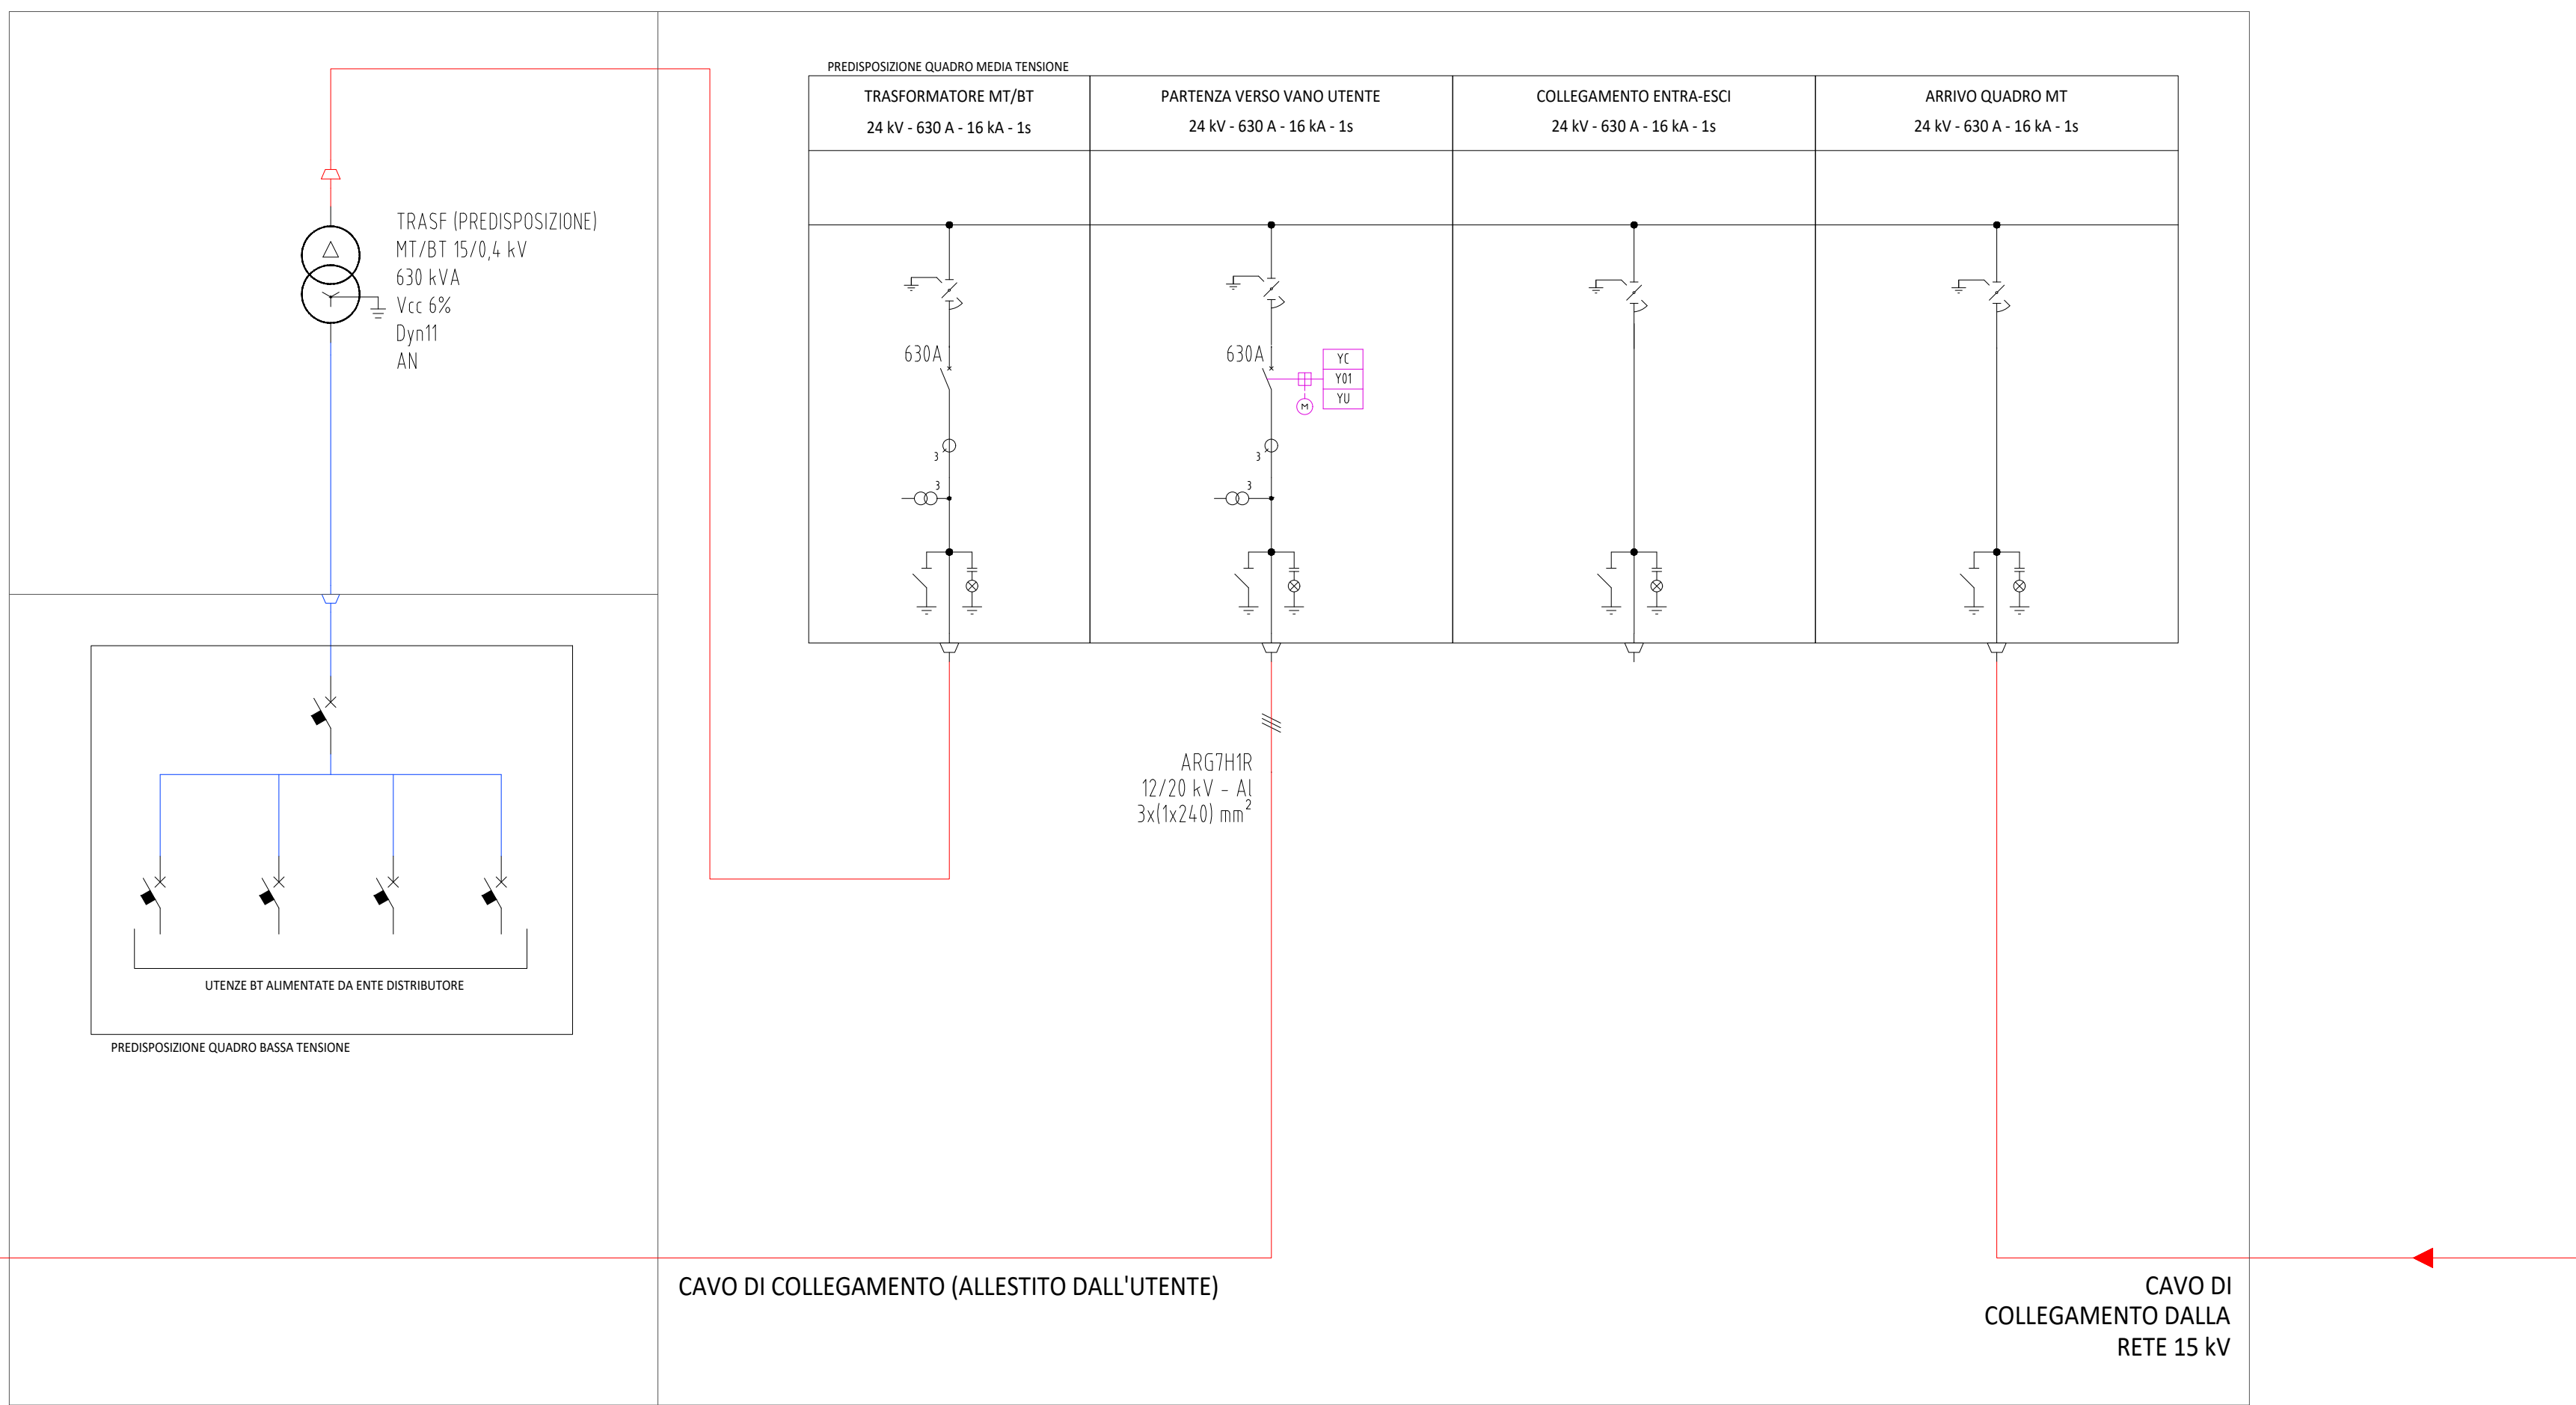 PREDISPOSIZIONE QUADRO MEDIA TENSIONE
TRASFORMATORE MT/BT
24 kV - 630 A - 16 kA - 1s
PARTENZA VERSO VANO UTENTE
24 kV - 630 A - 16 kA - 1s
COLLEGAMENTO ENTRA-ESCI
24 kV - 630 A - 16 kA - 1s
ARRIVO QUADRO MT
24 kV - 630 A - 16 kA - 1s
TRASF (PREDISPOSIZIONE)
MT/BT 15/0,4 kV
630 kVA
Vcc 6%
Dyn11
AN
630A
3
3
630A
YC
Y01
YU
M
3
3
ARG7H1R
12/20 kV - Al
3x(1x240) mm²
UTENZE BT ALIMENTATE DA ENTE DISTRIBUTORE
PREDISPOSIZIONE QUADRO BASSA TENSIONE
CAVO DI COLLEGAMENTO (ALLESTITO DALL'UTENTE)
CAVO DI
COLLEGAMENTO DALLA
RETE 15 kV